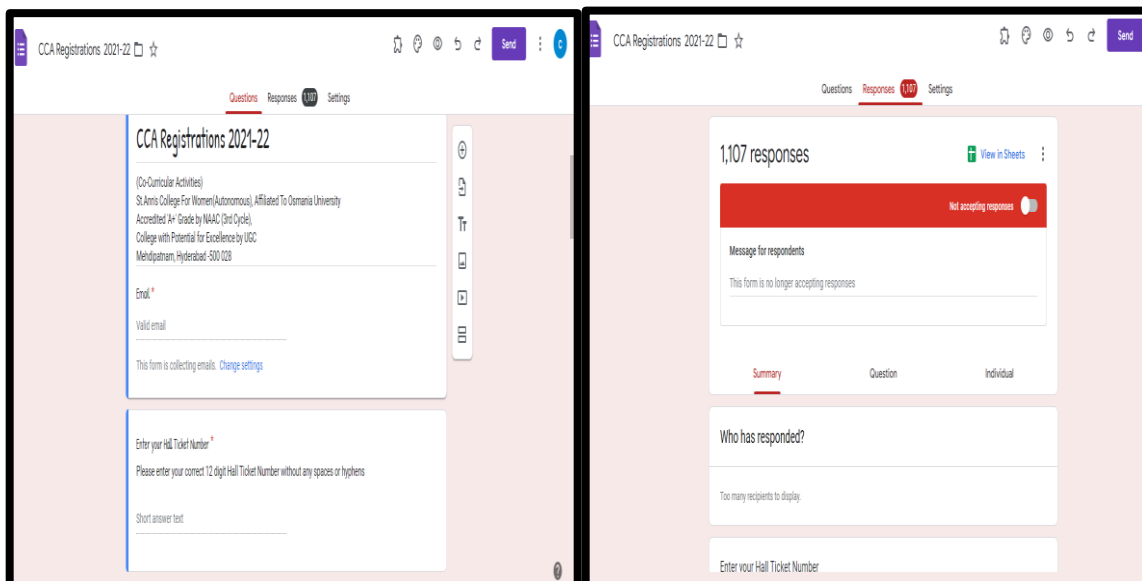 CCA Registrations 2021-22
Send
C
Questions Responses 1,107 Settings
CCA Registrations 2021-22
(Co-Curricular Activities)
St.Ann's College For Women(Autonomous), Affiliated To Osmania University
Accredited 'A+' Grade by NAAC (3rd Cycle),
College with Potential for Excellence by UGC
Mehdipatnam, Hyderabad -500 028
Email *
Valid email
This form is collecting emails. Change settings
Enter your Hall Ticket Number *
Please enter your correct 12 digit Hall Ticket Number without any spaces or hyphens
Short answer text
CCA Registrations 2021-22
Send
Questions Responses 1,107 Settings
1,107 responses
View in Sheets
Not accepting responses
Message for respondents
This form is no longer accepting responses
Summary Question Individual
Who has responded?
Too many recipients to display.
Enter your Hall Ticket Number